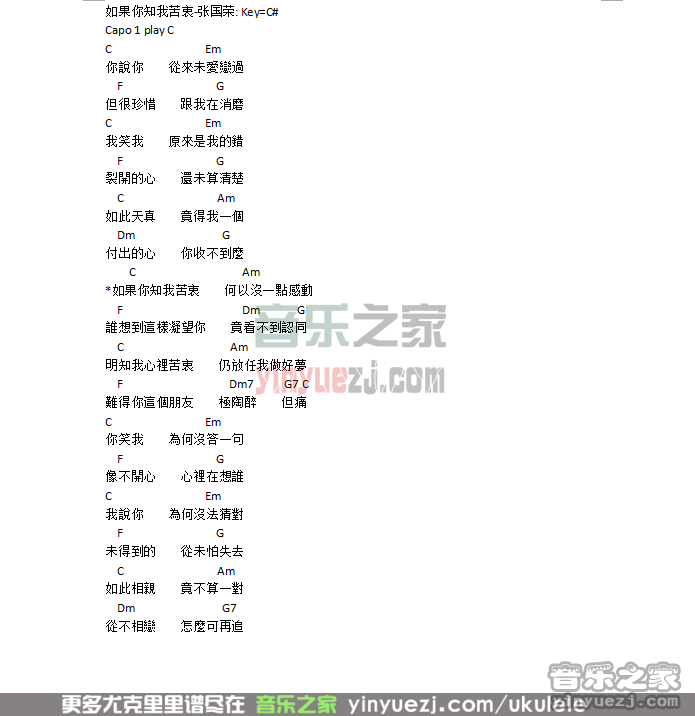 如果你知我苦衷-张国荣: Key=C#
Capo 1 play C
C Em
你說你 從來未愛戀過
F G
但很珍惜 跟我在消磨
C Em
我笑我 原來是我的錯
F G
裂開的心 還未算清楚
C Am
如此天真 竟得我一個
Dm G
付出的心 你收不到麼
C Am
*如果你知我苦衷 何以沒一點感動
F Dm G
誰想到這樣凝望你 竟看不到認同
C Am
明知我心裡苦衷 仍放任我做好夢
F Dm7 G7 C
難得你這個朋友 極陶醉 但痛
C Em
你笑我 為何沒答一句
F G
像不開心 心裡在想誰
C Em
我說你 為何沒法猜對
F G
未得到的 從未怕失去
C Am
如此相親 竟不算一對
Dm G7
從不相戀 怎麼可再追
音乐之家
yinyuezj.com
音乐之家
yinyuezj.com
更多尤克里里谱尽在 音乐之家 yinyuezj.com/ukulele